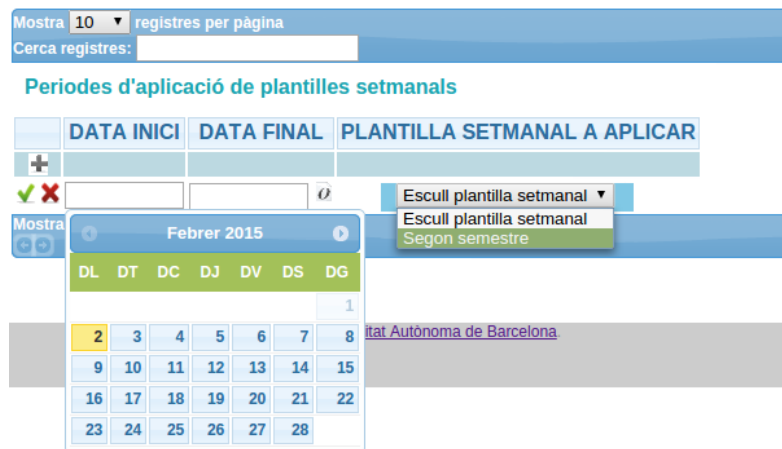 Mostra 10 registres per pàgina
Cerca registres:
Periodes d'aplicació de plantilles setmanals
DATA INICI DATA FINAL PLANTILLA SETMANAL A APLICAR
Escull plantilla setmanal
Escull plantilla setmanal
Segon semestre
Mostra
Febrer 2015
DL DT DC DJ DV DS DG
1
2 3 4 5 6 7 8
itat Autònoma de Barcelona.
9 10 11 12 13 14 15
16 17 18 19 20 21 22
23 24 25 26 27 28